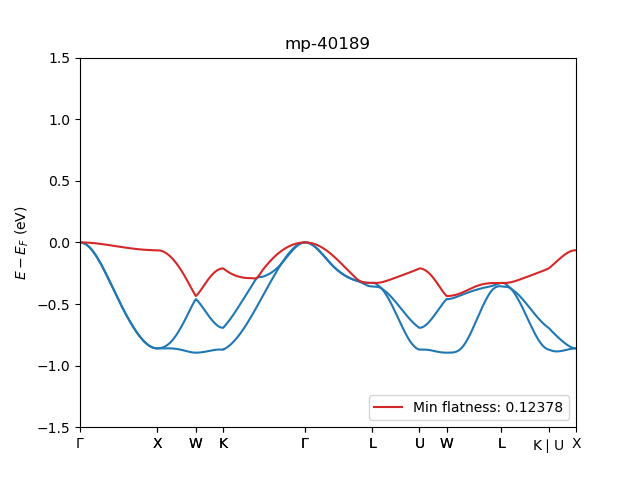 mp-40189
E − E_F (eV)
1.5
1.0
0.5
0.0
−0.5
−1.0
−1.5
Γ X W K Γ L U W L K | U X
Min flatness: 0.12378